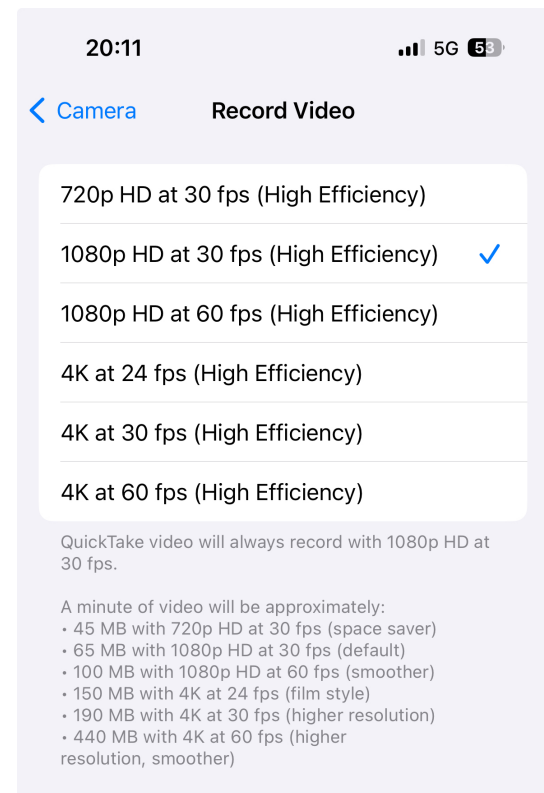 20:11
5G 53
Camera
Record Video
720p HD at 30 fps (High Efficiency)
1080p HD at 30 fps (High Efficiency)
1080p HD at 60 fps (High Efficiency)
4K at 24 fps (High Efficiency)
4K at 30 fps (High Efficiency)
4K at 60 fps (High Efficiency)
QuickTake video will always record with 1080p HD at
30 fps.
A minute of video will be approximately:
• 45 MB with 720p HD at 30 fps (space saver)
• 65 MB with 1080p HD at 30 fps (default)
• 100 MB with 1080p HD at 60 fps (smoother)
• 150 MB with 4K at 24 fps (film style)
• 190 MB with 4K at 30 fps (higher resolution)
• 440 MB with 4K at 60 fps (higher
resolution, smoother)